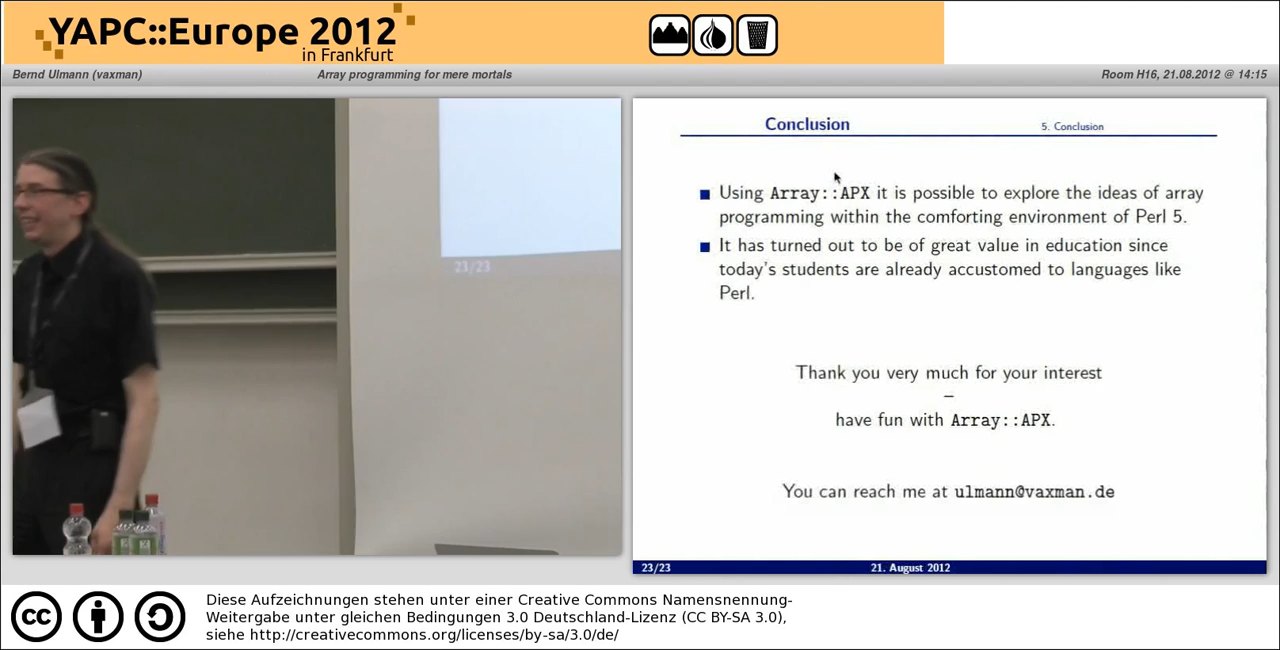 YAPC::Europe 2012
in Frankfurt
Bernd Ulmann (vaxman)
Array programming for mere mortals
Room H16, 21.08.2012 @ 14:15
23/23
Conclusion
5. Conclusion
Using Array::APX it is possible to explore the ideas of array
programming within the comforting environment of Perl 5.
It has turned out to be of great value in education since
today's students are already accustomed to languages like
Perl.
Thank you very much for your interest
–
have fun with Array::APX.
You can reach me at ulmann@vaxman.de
23/23
21. August 2012
cc
Diese Aufzeichnungen stehen unter einer Creative Commons Namensnennung-
Weitergabe unter gleichen Bedingungen 3.0 Deutschland-Lizenz (CC BY-SA 3.0),
siehe http://creativecommons.org/licenses/by-sa/3.0/de/